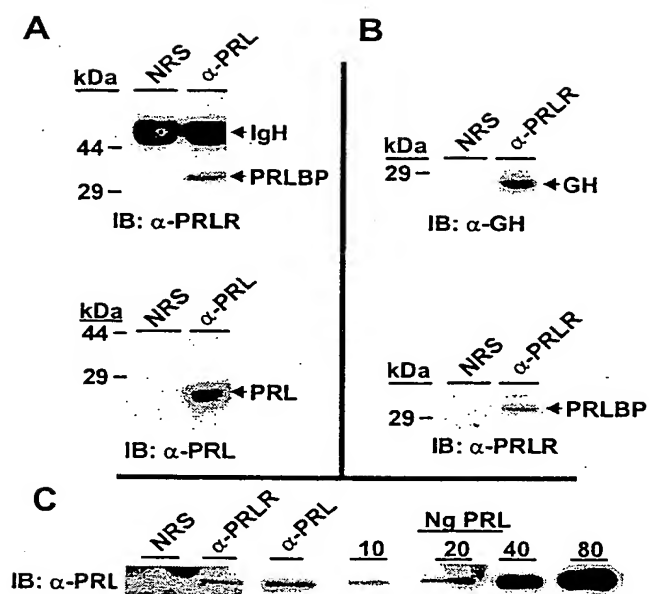 A
kDa NRS α-PRL
IgH
44
PRLBP
29
IB: α-PRLR
kDa NRS α-PRL
44
29
PRL
IB: α-PRL
B
kDa NRS α-PRLR
29
GH
IB: α-GH
kDa NRS α-PRLR
PRLBP
29
IB: α-PRLR
C
NRS α-PRLR α-PRL Ng PRL
10 20 40 80
IB: α-PRL